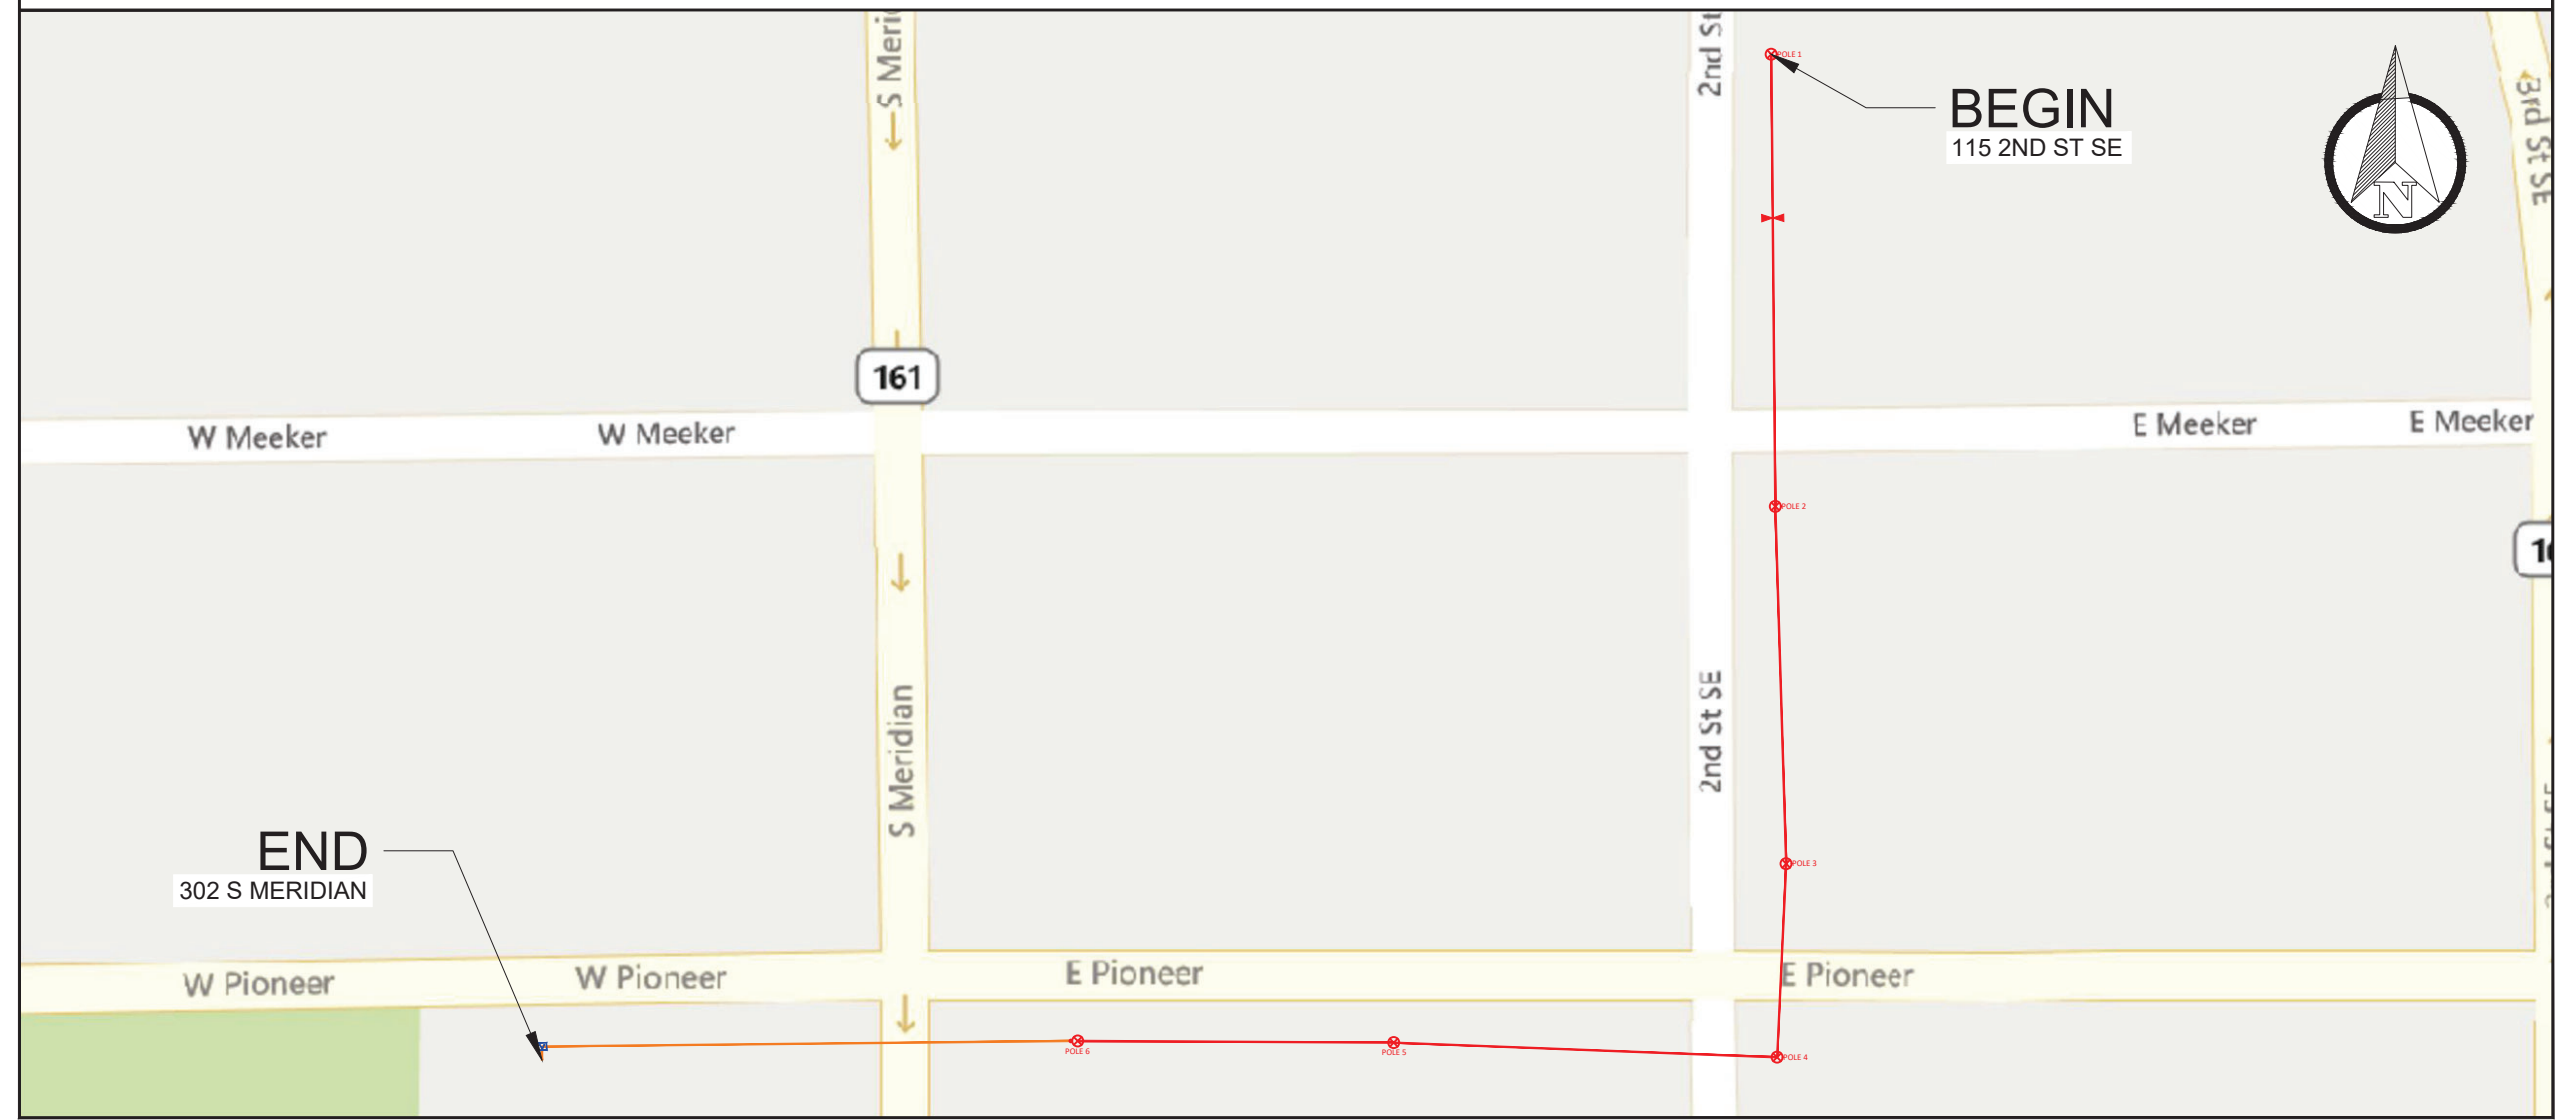 S Meri
2nd St
POLE 1
BEGIN
115 2ND ST SE
3rd St SE
N
161
W Meeker
W Meeker
E Meeker
E Meeker
POLE 2
S Meridian
2nd St SE
END
302 S MERIDIAN
POLE 3
W Pioneer
W Pioneer
E Pioneer
E Pioneer
POLE 6
POLE 5
POLE 4